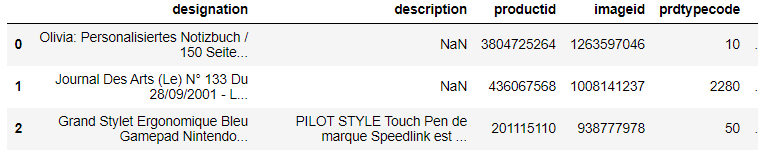 designation description productid imageid prdtypecode
0 Olivia: Personalisiertes Notizbuch / 150 Seite... NaN 3804725264 1263597046 10
1 Journal Des Arts (Le) N° 133 Du 28/09/2001 - L... NaN 436067568 1008141237 2280
2 Grand Stylet Ergonomique Bleu Gamepad Nintendo... PILOT STYLE Touch Pen de marque Speedlink est ... 201115110 938777978 50